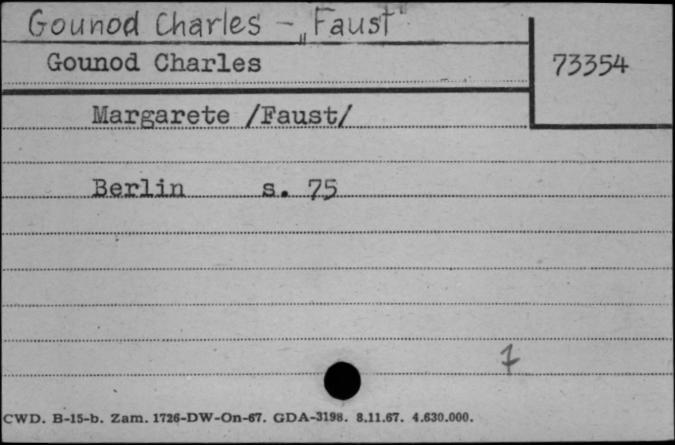 Gounod Charles – „Faust"
Gounod Charles
73354
Margarete /Faust/
Berlin s. 75
7
CWD. B-15-b. Zam. 1726-DW-On-67. GDA-3198. 8.11.67. 4.630.000.